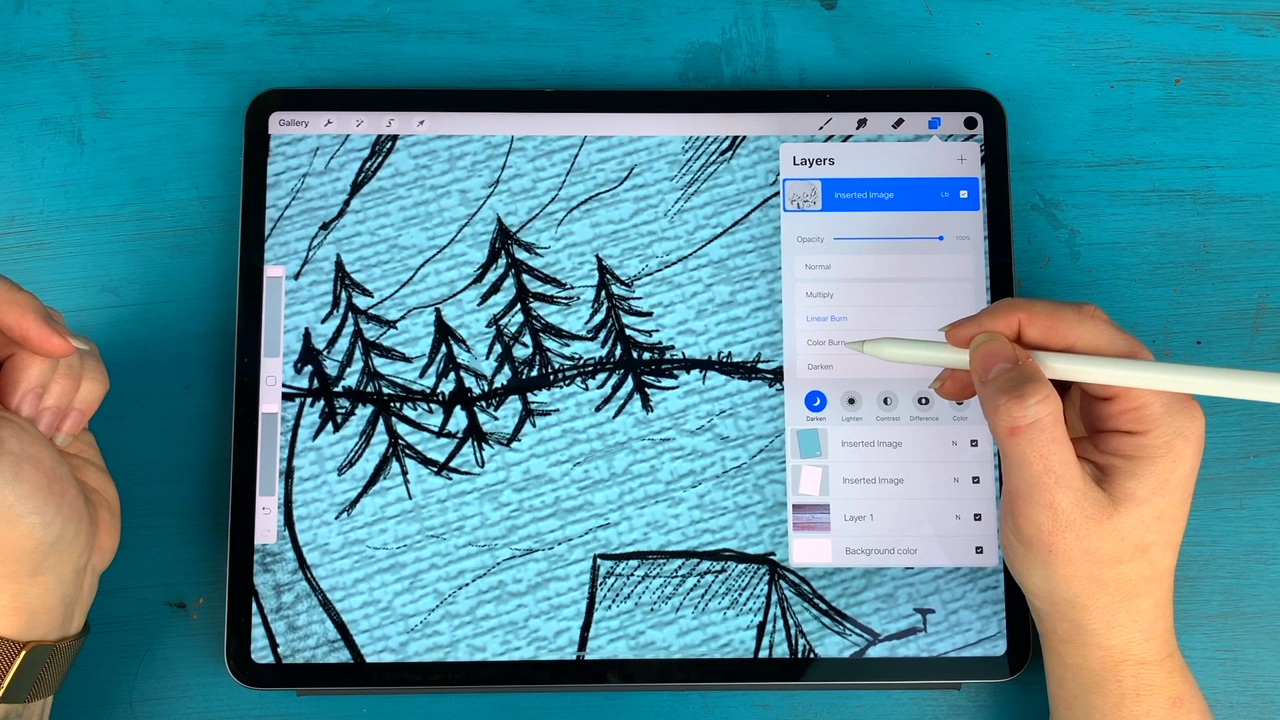 Gallery
Layers
Inserted Image Lb
Opacity 100%
Normal
Multiply
Linear Burn
Color Burn
Darken
Darken Lighten Contrast Difference Color
Inserted Image N
Inserted Image N
Layer 1 N
Background color